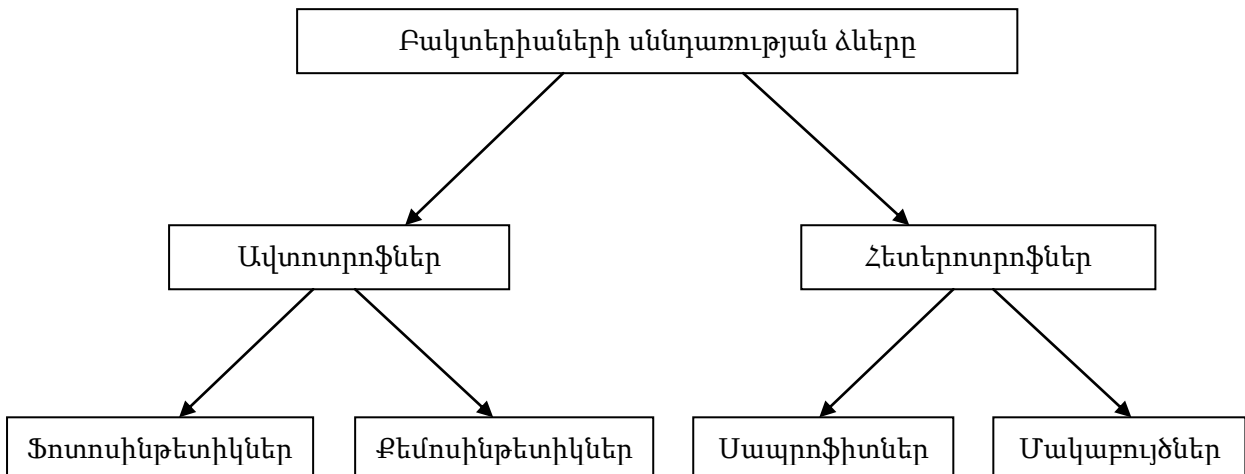 Բակտերիաների սննդառության ձևերը
Ավտոտրոֆներ
Հետերոտրոֆներ
Ֆոտոսինթետիկներ
Քեմոսինթետիկներ
Սապրոֆիտներ
Մակաբույծներ